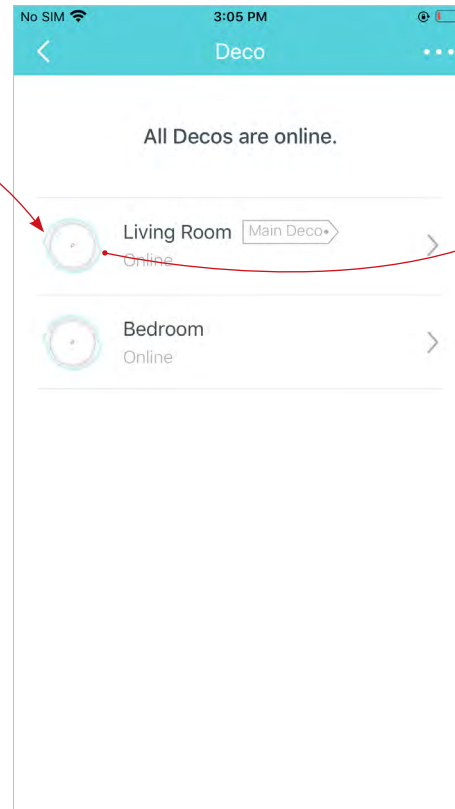 No SIM 3:05 PM
Deco
All Decos are online.
Living Room Main Deco
Online
Bedroom
Online